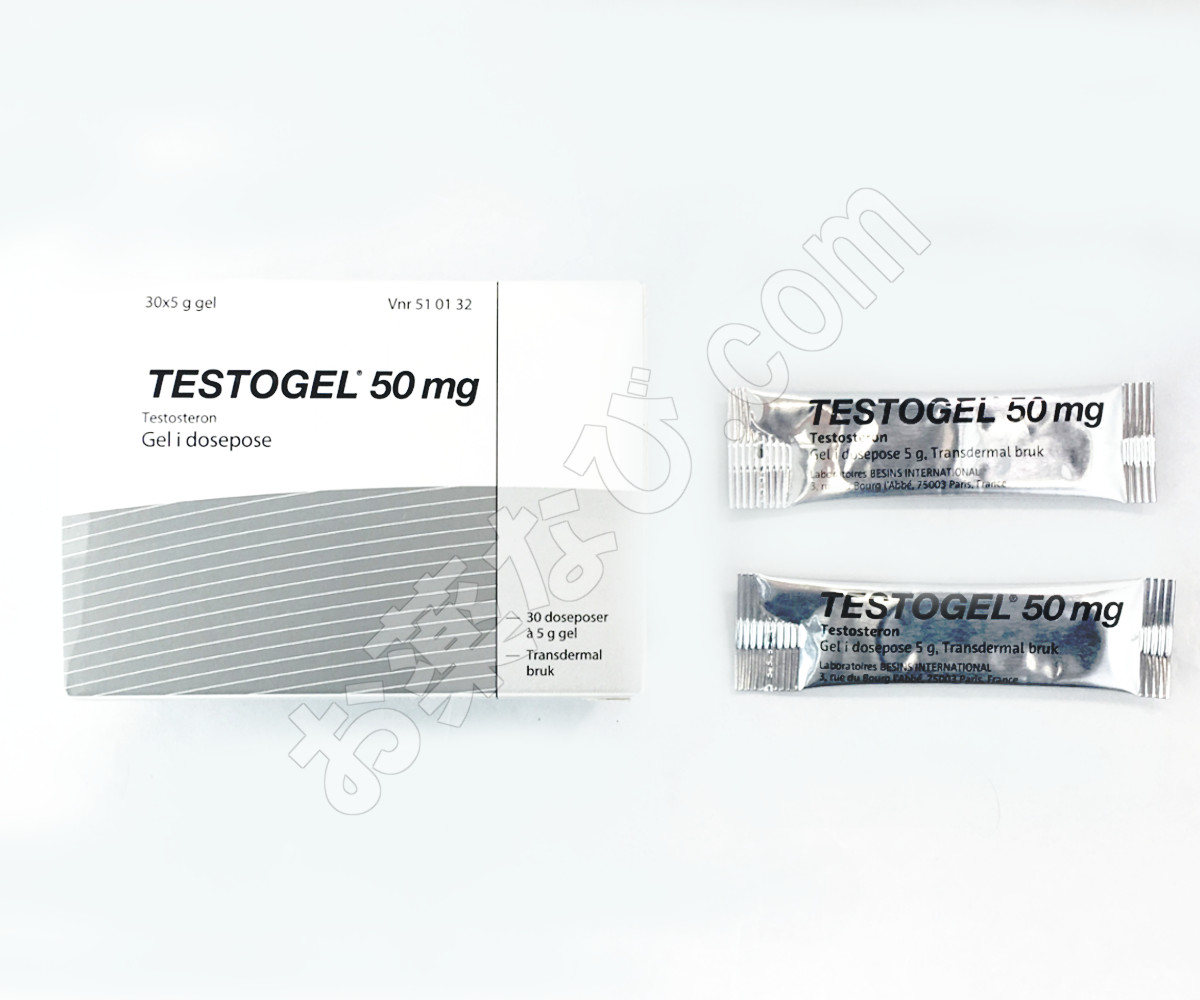 30x5 g gel
Vnr 51 01 32
TESTOGEL® 50 mg
Testosteron
Gel i dosepose
30 doseposer
à 5 g gel
Transdermal
bruk
TESTOGEL 50 mg
Testosteron
Gel i dosepose 5 g, Transdermal bruk
Laboratoires BESINS INTERNATIONAL
3, Bourg l'Abbé, 75003 Paris, France
TESTOGEL® 50 mg
Testosteron
Gel i dosepose 5 g, Transdermal bruk
Laboratoires BESINS INTERNATIONAL
3, rue du Bourg l'Abbé, 75003 Paris, France
お薬なび.com